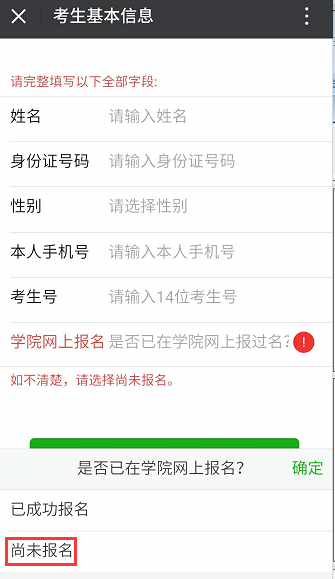 考生基本信息
请完整填写以下全部字段:
姓名 请输入姓名
身份证号码 请输入身份证号码
性别 请选择性别
本人手机号 请输入本人手机号
考生号 请输入14位考生号
学院网上报名 是否已在学院网上报过名? !
如不清楚，请选择尚未报名。
是否已在学院网上报名? 确定
已成功报名
尚未报名